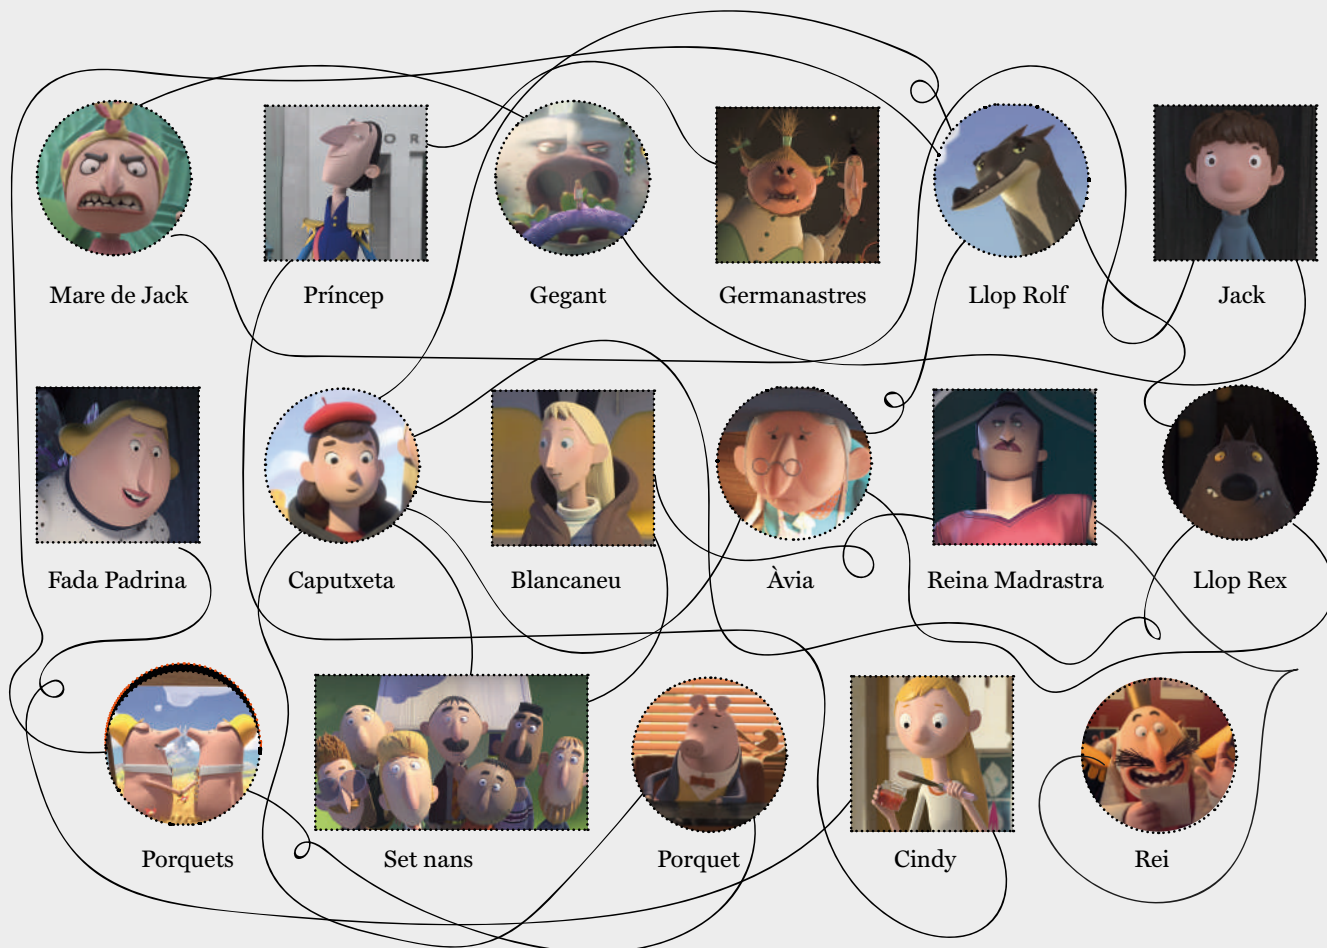 OR
Mare de Jack
Príncep
Gegant
Germanastres
Llop Rolf
Jack
Fada Padrina
Caputxeta
Blancaneu
Àvia
Reina Madrastra
Llop Rex
Porquets
Set nans
Porquet
Cindy
Rei